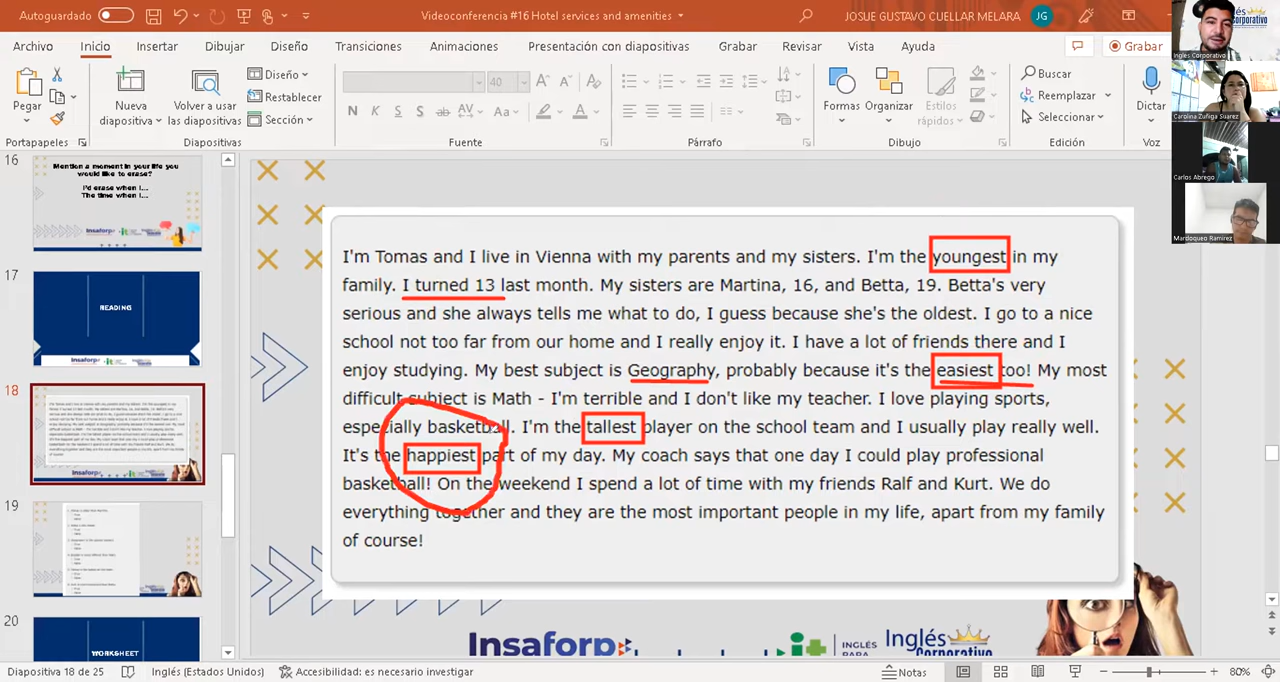 Autoguardado
Videoconferencia #16 Hotel services and amenities
JOSUE GUSTAVO CUELLAR MELARA
JG
Archivo
Inicio
Insertar
Dibujar
Diseño
Transiciones
Animaciones
Presentación con diapositivas
Grabar
Revisar
Vista
Ayuda
Grabar
Pegar
Nueva
diapositiva
Volver a usar
las diapositivas
Diseño
Restablecer
Sección
40
N K S S ab AV Aa A
Formas
Organizar
Estilos
rápidos
Buscar
Reemplazar
Seleccionar
Dictar
Portapapeles
Diapositivas
Fuente
Párrafo
Dibujo
Edición
Voz
Inglés Corporativo
Carolina Zuñiga Suarez
Carlos Abrego
Mardoqueo Ramirez
16
Mention a moment in your life you
would like to erase?
I'd erase when I...
The time when I...
Insaforp
17
READING
Insaforp
18
19
20
WORKSHEET
I'm Tomas and I live in Vienna with my parents and my sisters. I'm the youngest in my
family. I turned 13 last month. My sisters are Martina, 16, and Betta, 19. Betta's very
serious and she always tells me what to do, I guess because she's the oldest. I go to a nice
school not too far from our home and I really enjoy it. I have a lot of friends there and I
enjoy studying. My best subject is Geography, probably because it's the easiest too! My most
difficult subject is Math - I'm terrible and I don't like my teacher. I love playing sports,
especially basketball. I'm the tallest player on the school team and I usually play really well.
It's the happiest part of my day. My coach says that one day I could play professional
basketball! On the weekend I spend a lot of time with my friends Ralf and Kurt. We do
everything together and they are the most important people in my life, apart from my family
of course!
Insaforp
it
INGLÉS
Inglés
Corporativo
Diapositiva 18 de 25
Inglés (Estados Unidos)
Accesibilidad: es necesario investigar
Notas
80%